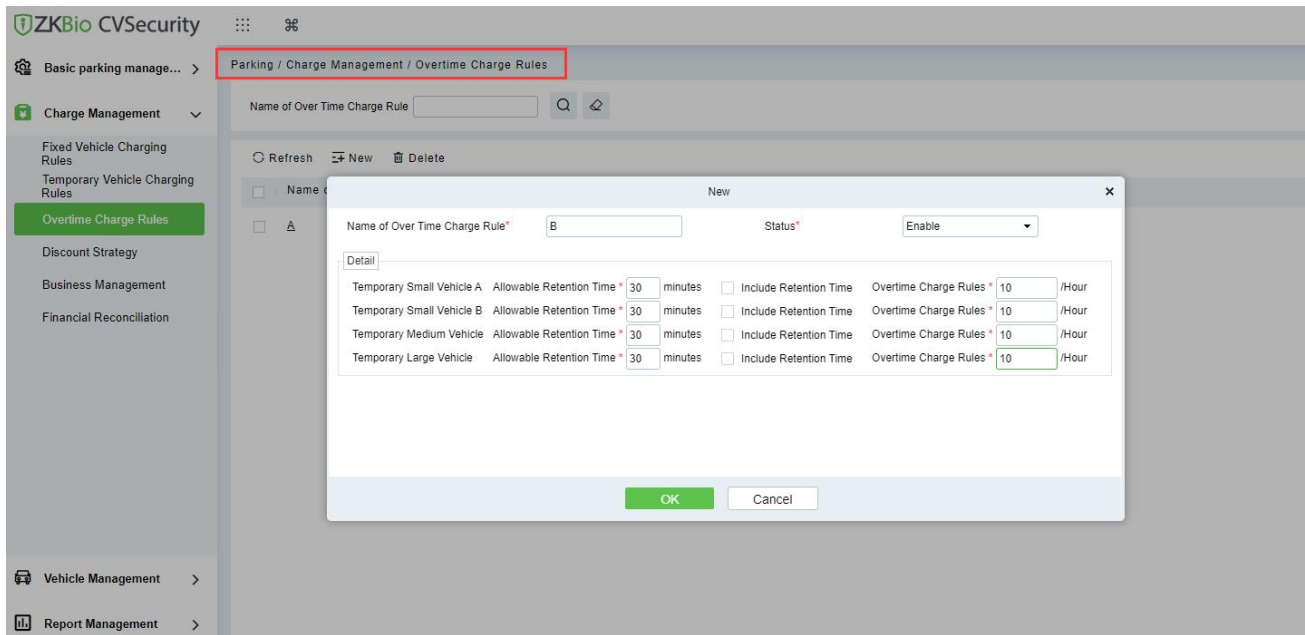 ZKBio CVSecurity
Basic parking manage...
Parking / Charge Management / Overtime Charge Rules
Charge Management
Name of Over Time Charge Rule
Fixed Vehicle Charging
Rules
Temporary Vehicle Charging
Rules
Overtime Charge Rules
Discount Strategy
Business Management
Financial Reconciliation
Vehicle Management
Report Management
Refresh New Delete
Name
A
New
Name of Over Time Charge Rule* B Status* Enable
Detail
Temporary Small Vehicle A Allowable Retention Time * 30 minutes Include Retention Time Overtime Charge Rules * 10 /Hour
Temporary Small Vehicle B Allowable Retention Time * 30 minutes Include Retention Time Overtime Charge Rules * 10 /Hour
Temporary Medium Vehicle Allowable Retention Time * 30 minutes Include Retention Time Overtime Charge Rules * 10 /Hour
Temporary Large Vehicle Allowable Retention Time * 30 minutes Include Retention Time Overtime Charge Rules * 10 /Hour
OK Cancel